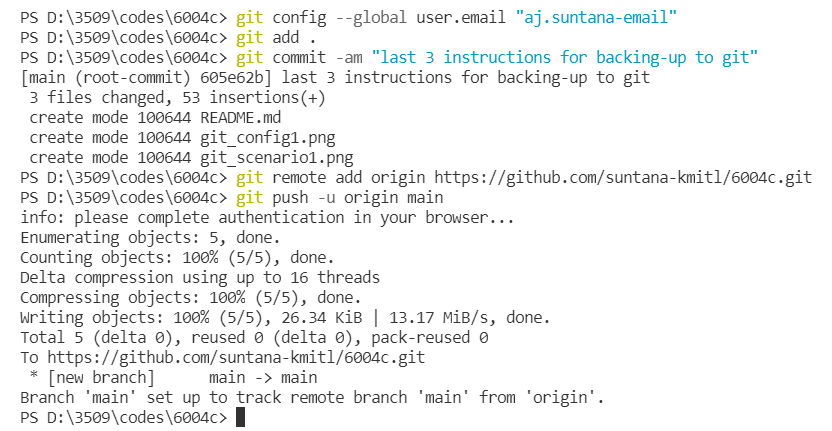 PS D:\3509\codes\6004c> git config --global user.email "aj.suntana-email"
PS D:\3509\codes\6004c> git add .
PS D:\3509\codes\6004c> git commit -am "last 3 instructions for backing-up to git"
[main (root-commit) 605e62b] last 3 instructions for backing-up to git
 3 files changed, 53 insertions(+)
 create mode 100644 README.md
 create mode 100644 git_config1.png
 create mode 100644 git_scenario1.png
PS D:\3509\codes\6004c> git remote add origin https://github.com/suntana-kmitl/6004c.git
PS D:\3509\codes\6004c> git push -u origin main
info: please complete authentication in your browser...
Enumerating objects: 5, done.
Counting objects: 100% (5/5), done.
Delta compression using up to 16 threads
Compressing objects: 100% (5/5), done.
Writing objects: 100% (5/5), 26.34 KiB | 13.17 MiB/s, done.
Total 5 (delta 0), reused 0 (delta 0), pack-reused 0
To https://github.com/suntana-kmitl/6004c.git
 * [new branch]      main -> main
Branch 'main' set up to track remote branch 'main' from 'origin'.
PS D:\3509\codes\6004c>